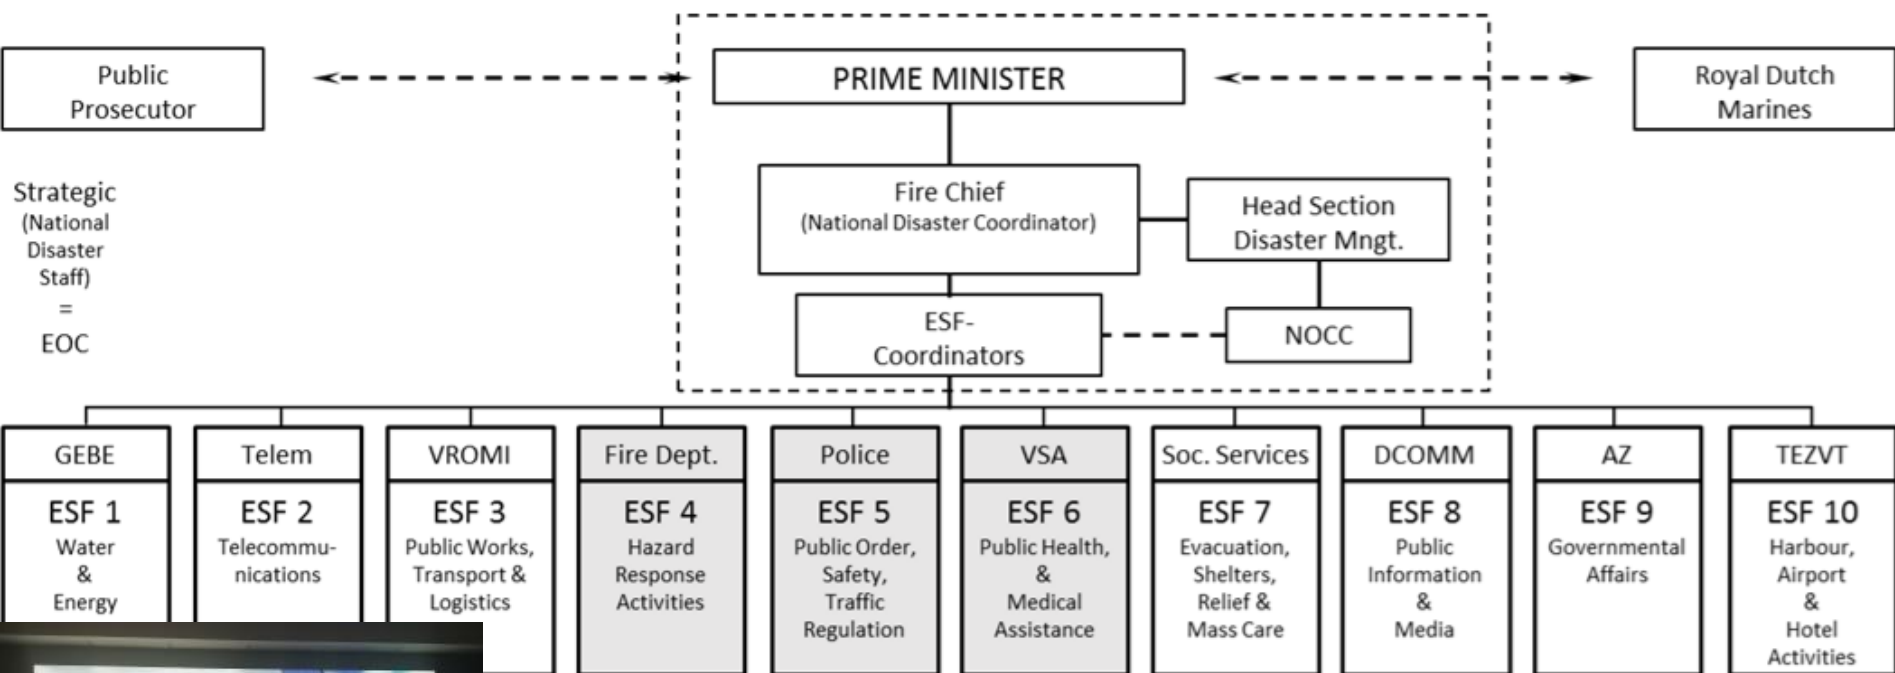 Public
Prosecutor
PRIME MINISTER
Royal Dutch
Marines
Strategic
(National
Disaster
Staff)
=
EOC
Fire Chief
(National Disaster Coordinator)
Head Section
Disaster Mngt.
ESF-
Coordinators
NOCC
GEBE
ESF 1
Water
&
Energy
Telem
ESF 2
Telecommu-
nications
VROMI
ESF 3
Public Works,
Transport &
Logistics
Fire Dept.
ESF 4
Hazard
Response
Activities
Police
ESF 5
Public Order,
Safety,
Traffic
Regulation
VSA
ESF 6
Public Health,
&
Medical
Assistance
Soc. Services
ESF 7
Evacuation,
Shelters,
Relief &
Mass Care
DCOMM
ESF 8
Public
Information
&
Media
AZ
ESF 9
Governmental
Affairs
TEZVT
ESF 10
Harbour,
Airport
&
Hotel
Activities